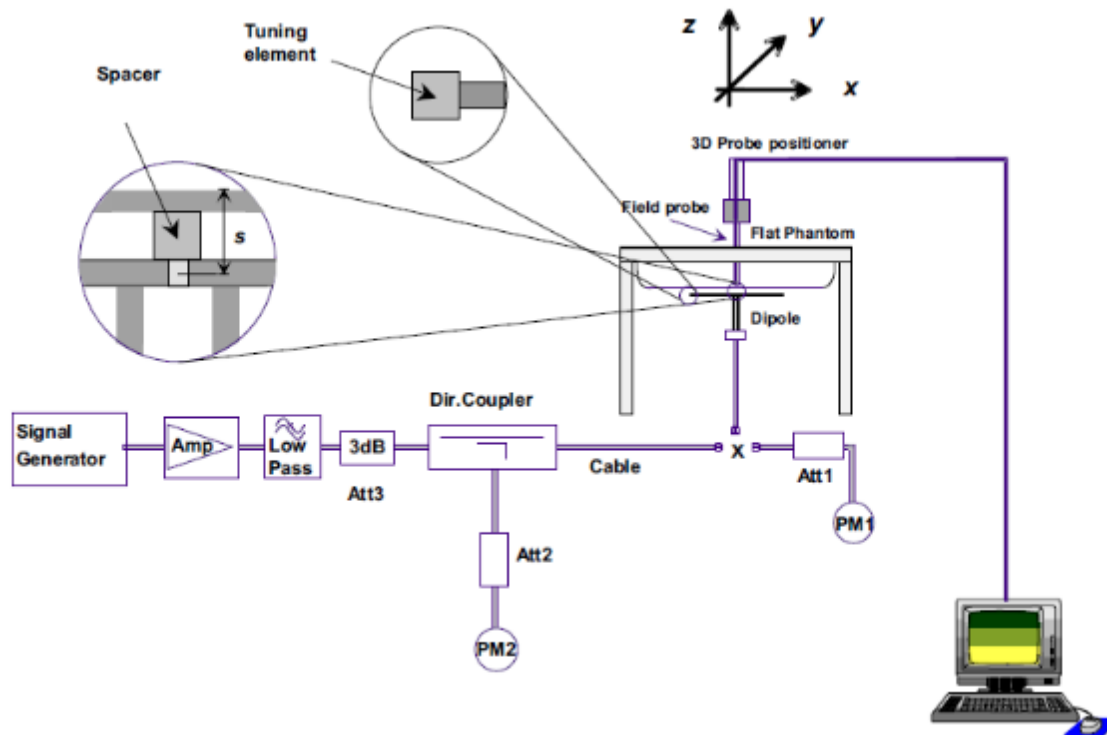 Tuning
element
Spacer
s
z
y
x
3D Probe positioner
Field probe
Flat Phantom
Dipole
Dir.Coupler
Signal
Generator
Amp
Low
Pass
3dB
Att3
Cable
X
Att1
PM1
Att2
PM2